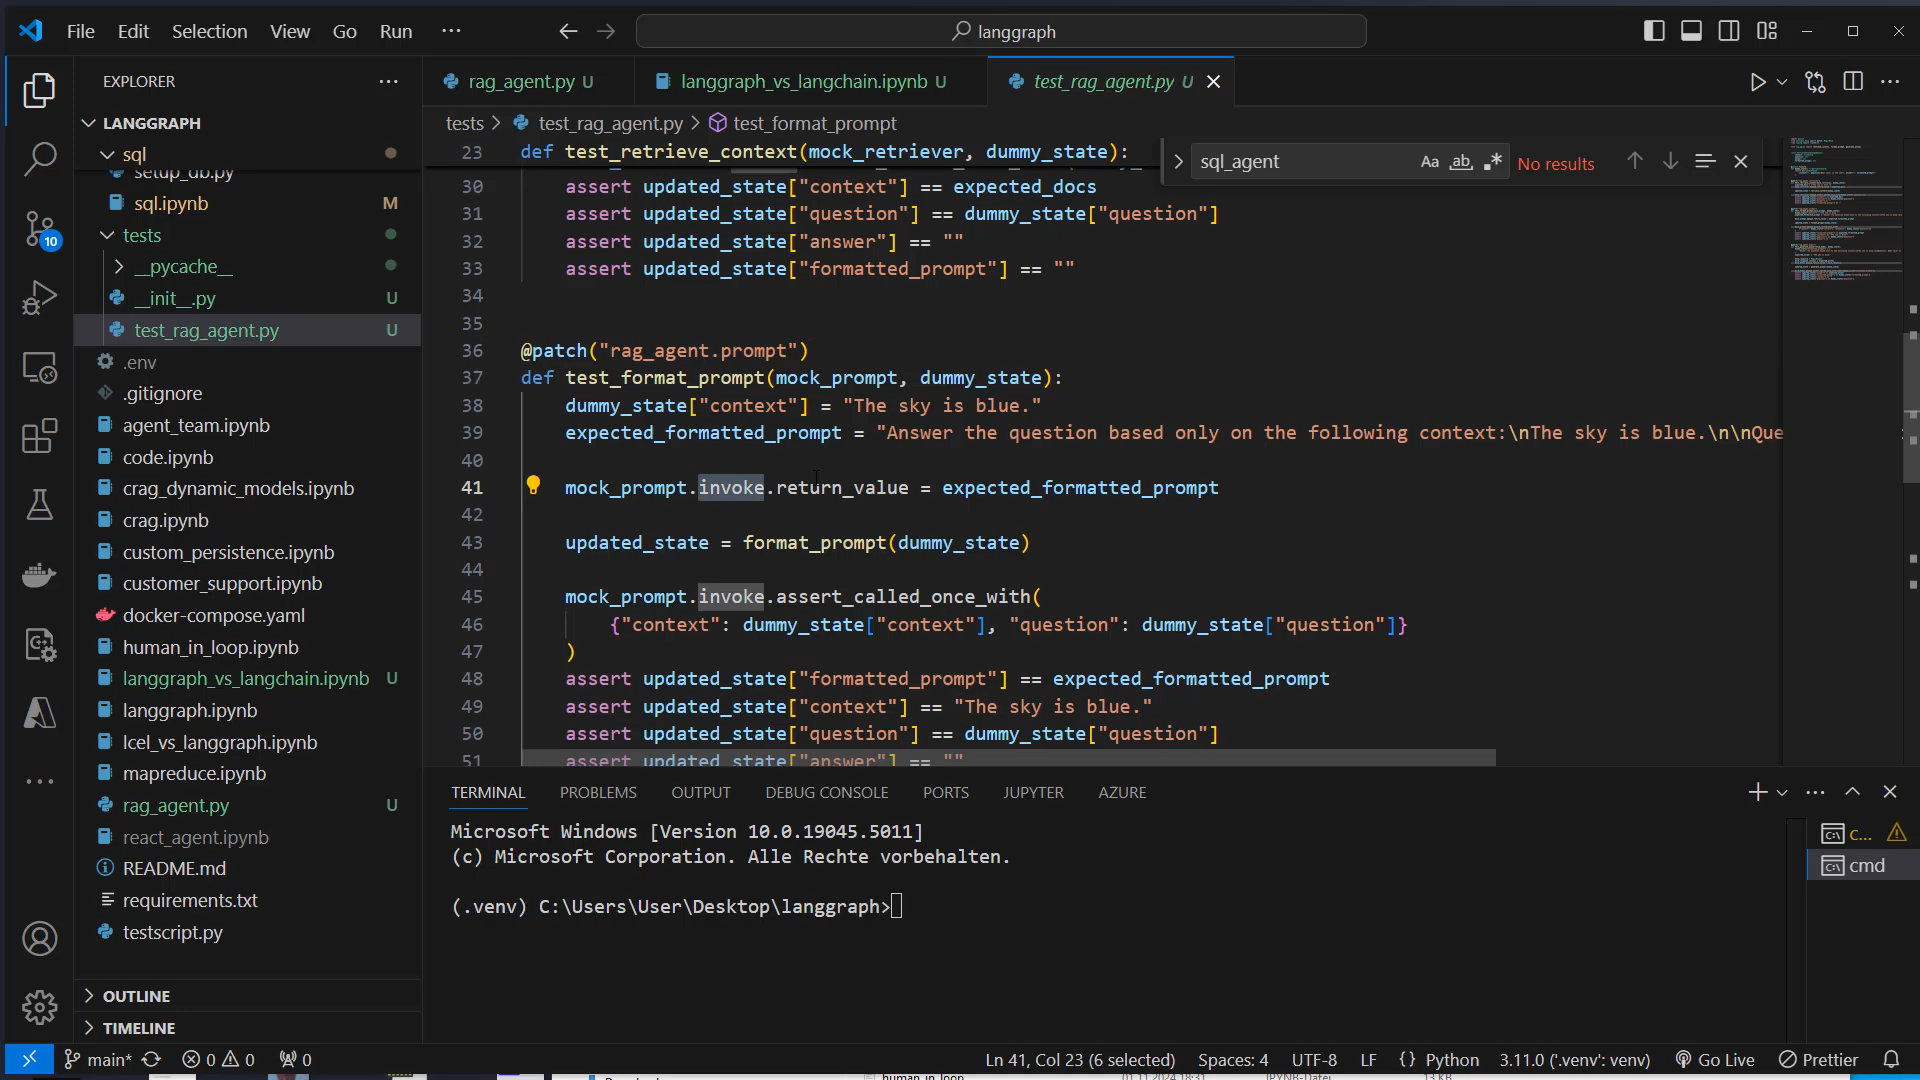 File Edit Selection View Go Run ···
langgraph
EXPLORER
LANGGRAPH
sql
setup_db.py
sql.ipynb M
tests
__pycache__
__init__.py U
test_rag_agent.py U
.env
.gitignore
agent_team.ipynb
code.ipynb
crag_dynamic_models.ipynb
crag.ipynb
custom_persistence.ipynb
customer_support.ipynb
docker-compose.yaml
human_in_loop.ipynb
langgraph_vs_langchain.ipynb U
langgraph.ipynb
lcel_vs_langgraph.ipynb
mapreduce.ipynb
rag_agent.py U
react_agent.ipynb
README.md
requirements.txt
testscript.py
OUTLINE
TIMELINE
10
rag_agent.py U
langgraph_vs_langchain.ipynb U
test_rag_agent.py U
tests > test_rag_agent.py > test_format_prompt
sql_agent
Aa ab
No results
23 def test_retrieve_context(mock_retriever, dummy_state):
30 assert updated_state["context"] == expected_docs
31 assert updated_state["question"] == dummy_state["question"]
32 assert updated_state["answer"] == ""
33 assert updated_state["formatted_prompt"] == ""
34
35
36 @patch("rag_agent.prompt")
37 def test_format_prompt(mock_prompt, dummy_state):
38 dummy_state["context"] = "The sky is blue."
39 expected_formatted_prompt = "Answer the question based only on the following context:\nThe sky is blue.\n\nQue
40
41 mock_prompt.invoke.return_value = expected_formatted_prompt
42
43 updated_state = format_prompt(dummy_state)
44
45 mock_prompt.invoke.assert_called_once_with(
46 {"context": dummy_state["context"], "question": dummy_state["question"]}
47 )
48 assert updated_state["formatted_prompt"] == expected_formatted_prompt
49 assert updated_state["context"] == "The sky is blue."
50 assert updated_state["question"] == dummy_state["question"]
51 assert updated_state["answer"] == ""
TERMINAL PROBLEMS OUTPUT DEBUG CONSOLE PORTS JUPYTER AZURE
Microsoft Windows [Version 10.0.19045.5011]
(c) Microsoft Corporation. Alle Rechte vorbehalten.
(.venv) C:\Users\User\Desktop\langgraph>
c...
cmd
main* 0 0 0
Ln 41, Col 23 (6 selected) Spaces: 4 UTF-8 LF {} Python 3.11.0 ('.venv': venv) Go Live Prettier